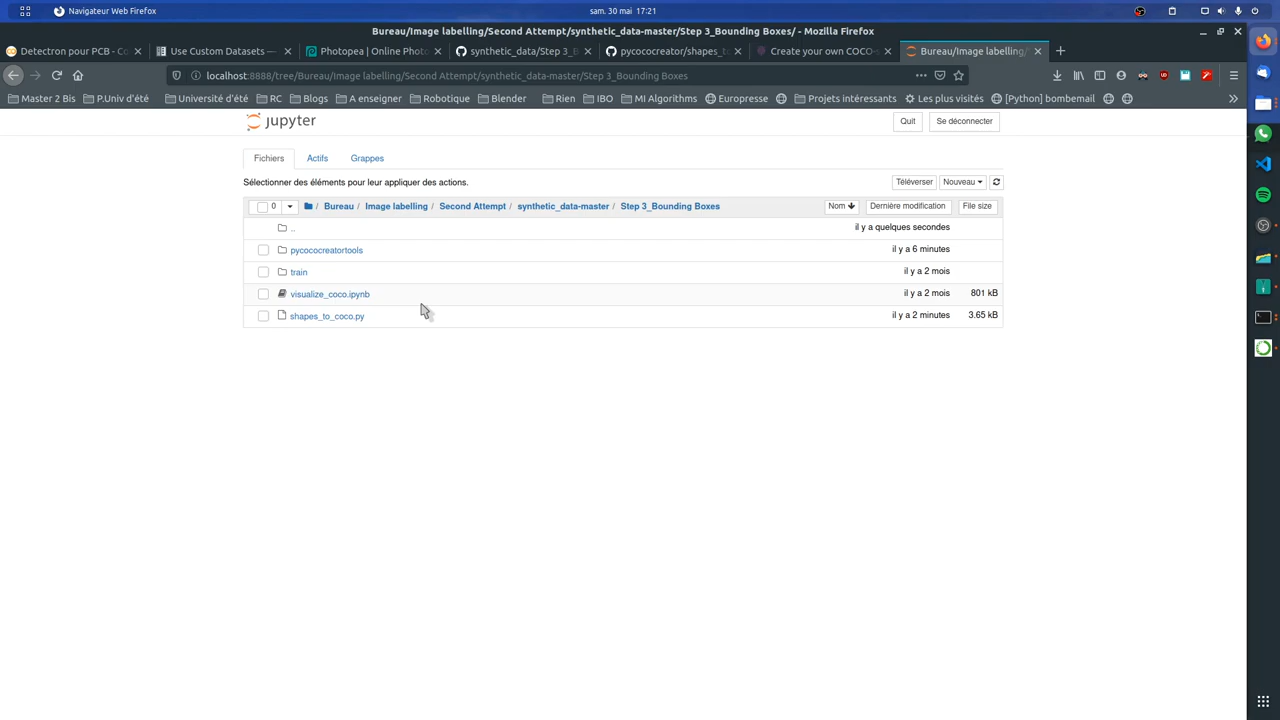 Navigateur Web Firefox
sam. 30 mai 17:21
Bureau/Image labelling/Second Attempt/synthetic_data-master/Step 3_Bounding Boxes/ - Mozilla Firefox
Detectron pour PCB - Co
Use Custom Datasets —
Photopea | Online Photo
synthetic_data/Step 3_B
pycococreator/shapes_to
Create your own COCO-s
Bureau/Image labelling/
localhost:8888/tree/Bureau/Image labelling/Second Attempt/synthetic_data-master/Step 3_Bounding Boxes
Master 2 Bis
P.Univ d'été
Université d'été
RC
Blogs
A enseigner
Robotique
Blender
Rien
IBO
MI Algorithms
Europresse
Projets intéressants
Les plus visités
[Python] bombemail
jupyter
Quit
Se déconnecter
Fichiers
Actifs
Grappes
Sélectionner des éléments pour leur appliquer des actions.
Téléverser
Nouveau
0
/ Bureau / Image labelling / Second Attempt / synthetic_data-master / Step 3_Bounding Boxes
Nom
Dernière modification
File size
..
il y a quelques secondes
pycococreatortools
il y a 6 minutes
train
il y a 2 mois
visualize_coco.ipynb
il y a 2 mois
801 kB
shapes_to_coco.py
il y a 2 minutes
3.65 kB